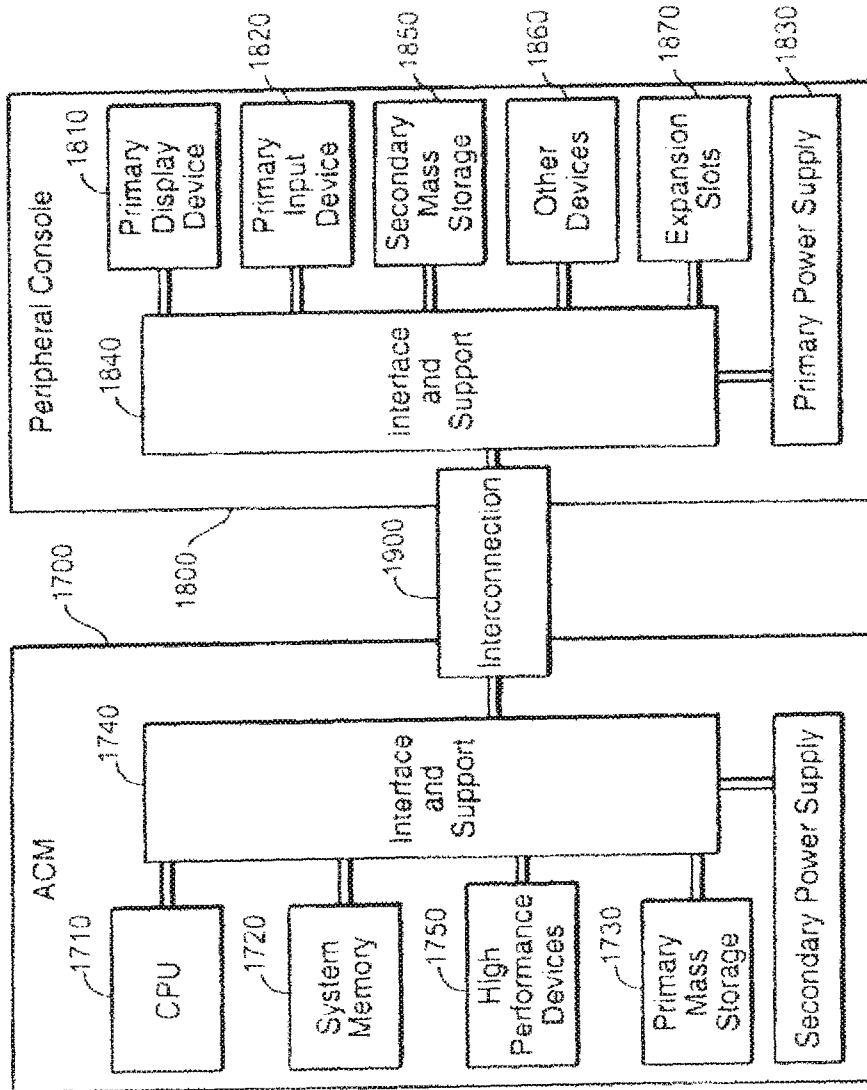 1700
ACM
1710
CPU
1720
System
Memory
1750
High
Performance
Devices
1730
Primary
Mass
Storage
1740
Interface
and
Support
Secondary Power Supply
1900
Interconnection
1800
Peripheral Console
1840
Interface
and
Support
1810
Primary
Display
Device
1820
Primary
Input
Device
1850
Secondary
Mass
Storage
1860
Other
Devices
1870
Expansion
Slots
1830
Primary Power Supply